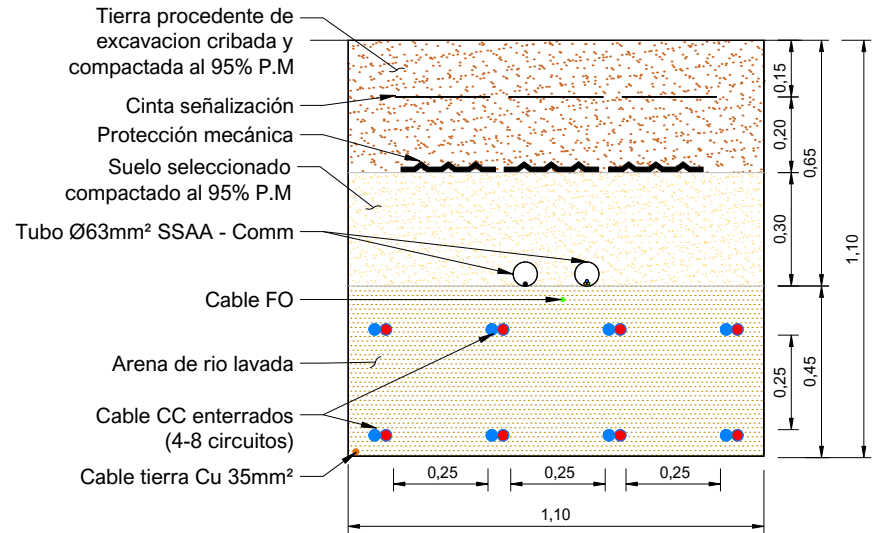 Tierra procedente de
excavacion cribada y
compactada al 95% P.M
Cinta señalización
Protección mecánica
Suelo seleccionado
compactado al 95% P.M
Tubo Ø63mm² SSAA - Comm
Cable FO
Arena de rio lavada
Cable CC enterrados
(4-8 circuitos)
Cable tierra Cu 35mm²
0,15
0,20
0,65
0,30
1,10
0,25
0,45
0,25
0,25
0,25
1,10